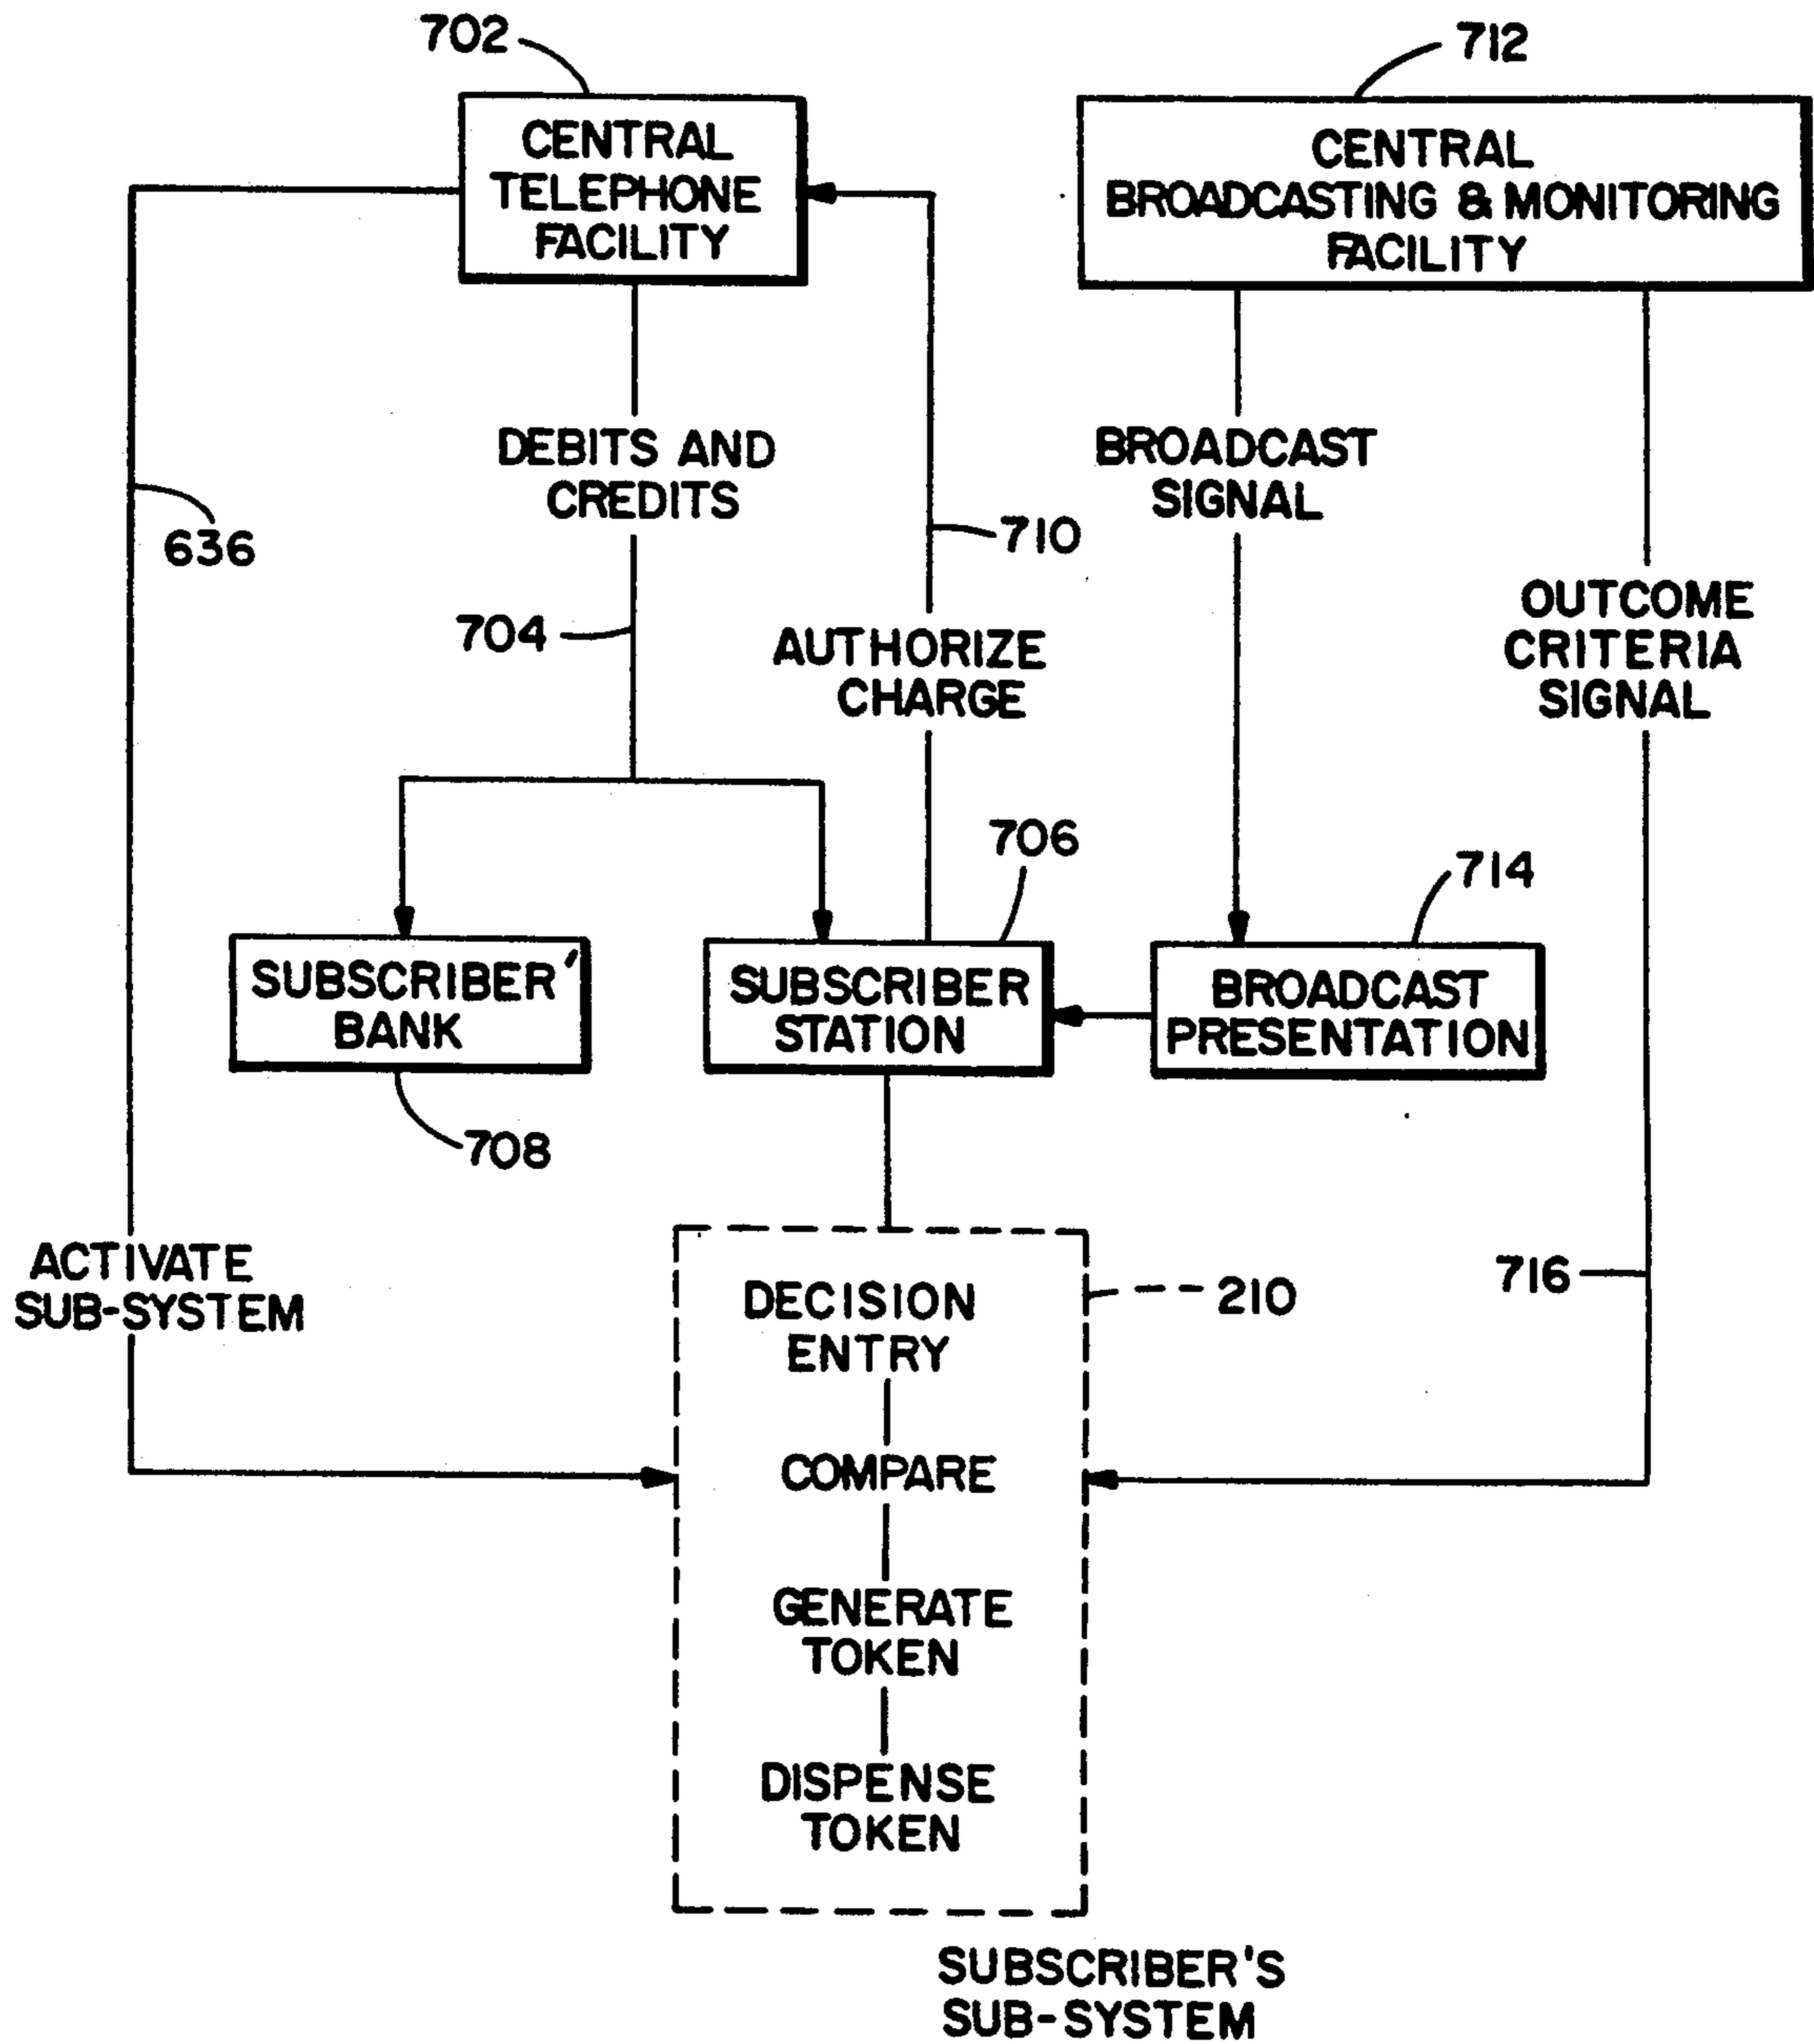 702
712
CENTRAL
TELEPHONE
FACILITY
CENTRAL
BROADCASTING & MONITORING
FACILITY
DEBITS AND
CREDITS
BROADCAST
SIGNAL
636
710
OUTCOME
CRITERIA
SIGNAL
704
AUTHORIZE
CHARGE
706
714
SUBSCRIBER'
BANK
SUBSCRIBER
STATION
BROADCAST
PRESENTATION
708
ACTIVATE
SUB-SYSTEM
DECISION
ENTRY
210
716
COMPARE
GENERATE
TOKEN
DISPENSE
TOKEN
SUBSCRIBER'S
SUB-SYSTEM